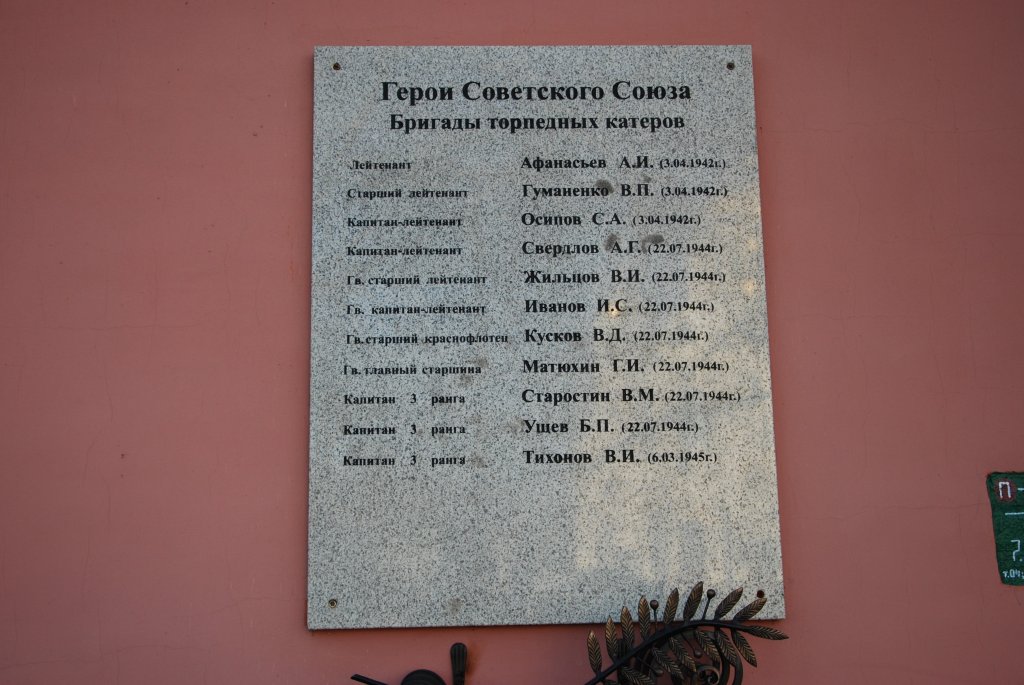 Герои Советского Союза
Бригады торпедных катеров
Лейтенант Афанасьев А.И. (3.04.1942г.)
Старший лейтенант Гуманенко В.П. (3.04.1942г.)
Капитан-лейтенант Осипов С.А. (3.04.1942г.)
Капитан-лейтенант Свердлов А.Г. (22.07.1944г.)
Гв. старший лейтенант Жильцов В.И. (22.07.1944г.)
Гв. капитан-лейтенант Иванов И.С. (22.07.1944г.)
Гв. старший краснофлотец Кусков В.Д. (22.07.1944г.)
Гв. главный старшина Матюхин Г.И. (22.07.1944г.)
Капитан 3 ранга Старостин В.М. (22.07.1944г.)
Капитан 3 ранга Ущев Б.П. (22.07.1944г.)
Капитан 3 ранга Тихонов В.И. (6.03.1945г.)
П
7.